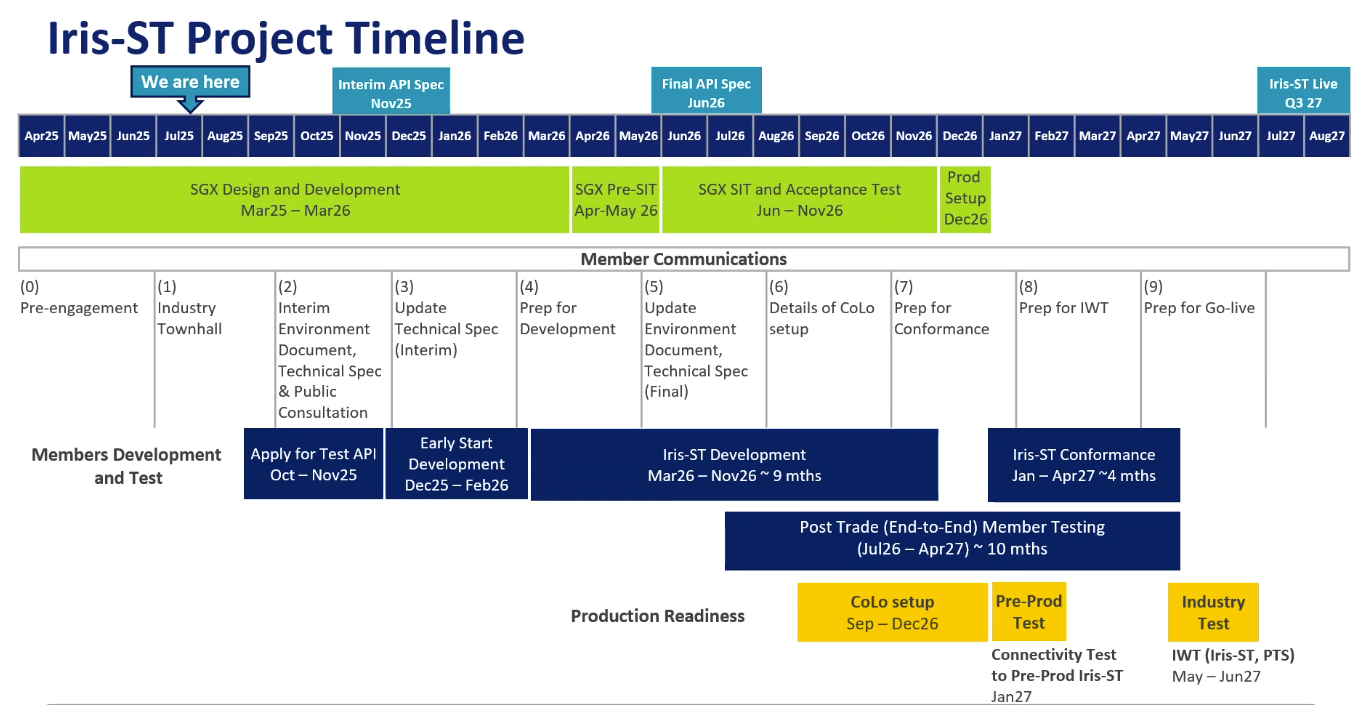 Iris-ST Project Timeline
We are here
Interim API Spec
Nov25
Final API Spec
Jun26
Iris-ST Live
Q3 27
Apr25 May25 Jun25 Jul25 Aug25 Sep25 Oct25 Nov25 Dec25 Jan26 Feb26 Mar26 Apr26 May26 Jun26 Jul26 Aug26 Sep26 Oct26 Nov26 Dec26 Jan27 Feb27 Mar27 Apr27 May27 Jun27 Jul27 Aug27
SGX Design and Development
Mar25 – Mar26
SGX Pre-SIT
Apr-May 26
SGX SIT and Acceptance Test
Jun – Nov26
Prod
Setup
Dec26
Member Communications
(0)
Pre-engagement
(1)
Industry
Townhall
(2)
Interim
Environment
Document,
Technical Spec
& Public
Consultation
(3)
Update
Technical Spec
(Interim)
(4)
Prep for
Development
(5)
Update
Environment
Document,
Technical Spec
(Final)
(6)
Details of CoLo
setup
(7)
Prep for
Conformance
(8)
Prep for IWT
(9)
Prep for Go-live
Members Development
and Test
Apply for Test API
Oct – Nov25
Early Start
Development
Dec25 – Feb26
Iris-ST Development
Mar26 – Nov26 ~ 9 mths
Iris-ST Conformance
Jan – Apr27 ~4 mths
Post Trade (End-to-End) Member Testing
(Jul26 – Apr27) ~ 10 mths
Production Readiness
CoLo setup
Sep – Dec26
Pre-Prod
Test
Connectivity Test
to Pre-Prod Iris-ST
Jan27
Industry
Test
IWT (Iris-ST, PTS)
May – Jun27